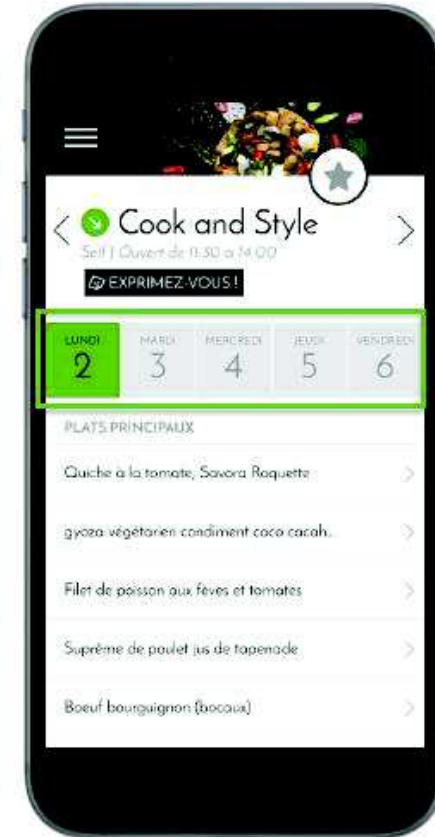 Cook and Style
Self | Ouvert de 11:30 a 14:00
EXPRIMEZ-VOUS !
LUNDI MARDI MERCREDI JEUDI VENDREDI
2 3 4 5 6
PLATS PRINCIPAUX
Quiche à la tomate, Savora Roquette
gyoza végétarien condiment coco cacah..
Filet de poisson aux fèves et tomates
Suprême de poulet jus de tapenade
Boeuf bourguignon (bocaux)